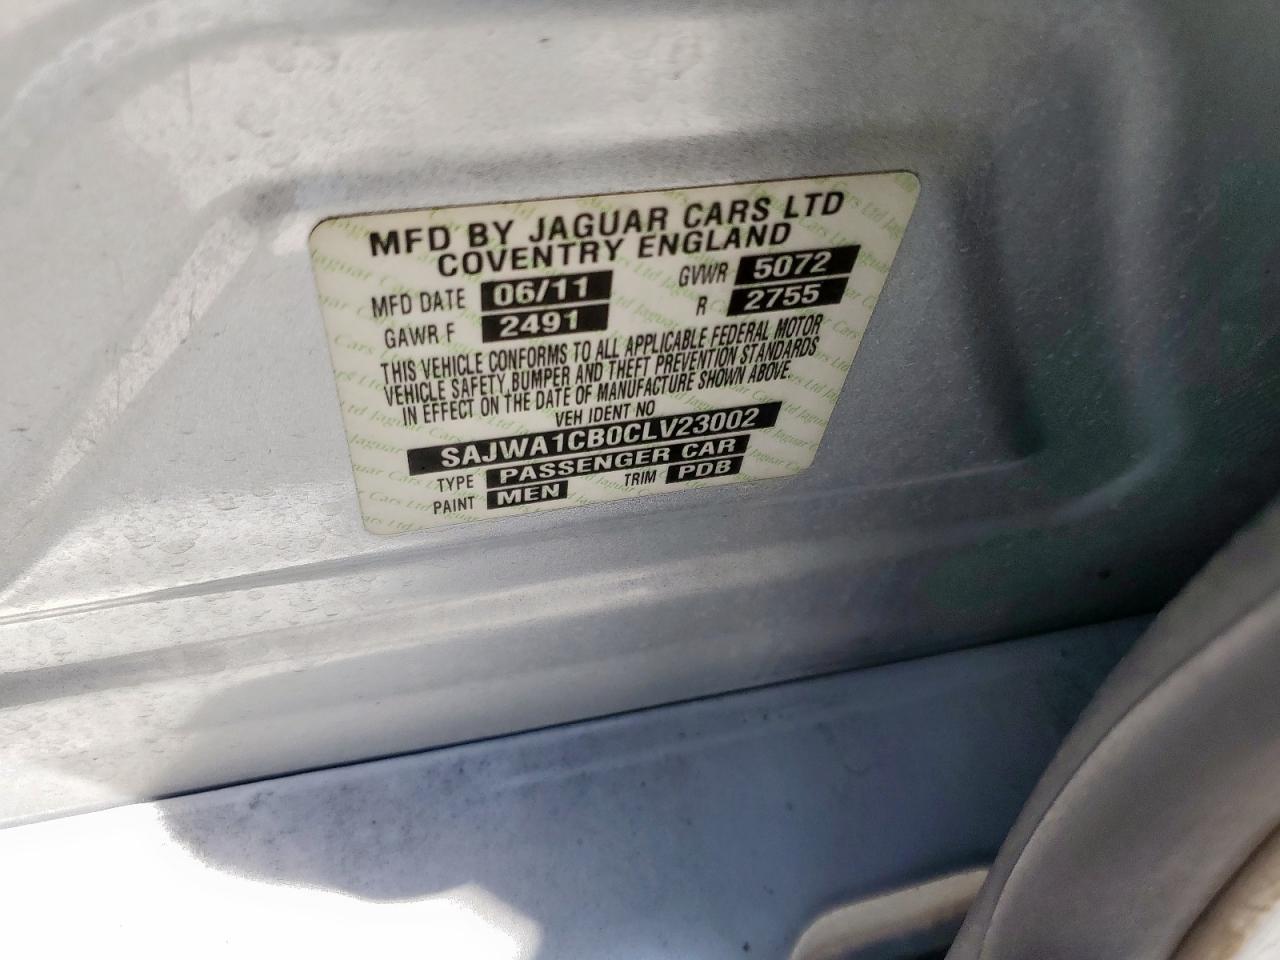 MFD BY JAGUAR CARS LTD
COVENTRY ENGLAND
MFD DATE 06/11 GVWR 5072
GAWR F 2491 R 2755
THIS VEHICLE CONFORMS TO ALL APPLICABLE FEDERAL MOTOR
VEHICLE SAFETY, BUMPER AND THEFT PREVENTION STANDARDS
IN EFFECT ON THE DATE OF MANUFACTURE SHOWN ABOVE.
VEH IDENT NO
SAJWA1CB0CLV23002
TYPE PASSENGER CAR
PAINT MEN TRIM PDB